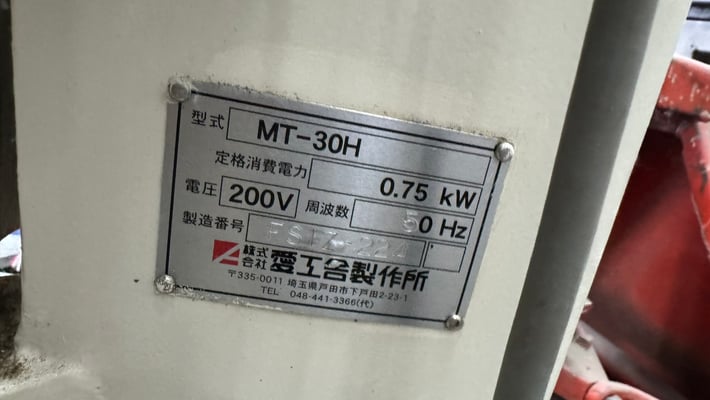 型式 MT-30H
定格消費電力 0.75 kW
電圧 200V 周波数 50 Hz
製造番号
株式会社 愛工舎製作所
〒335-0011 埼玉県戸田市下戸田2-23-1
TEL 048-441-3366(代)